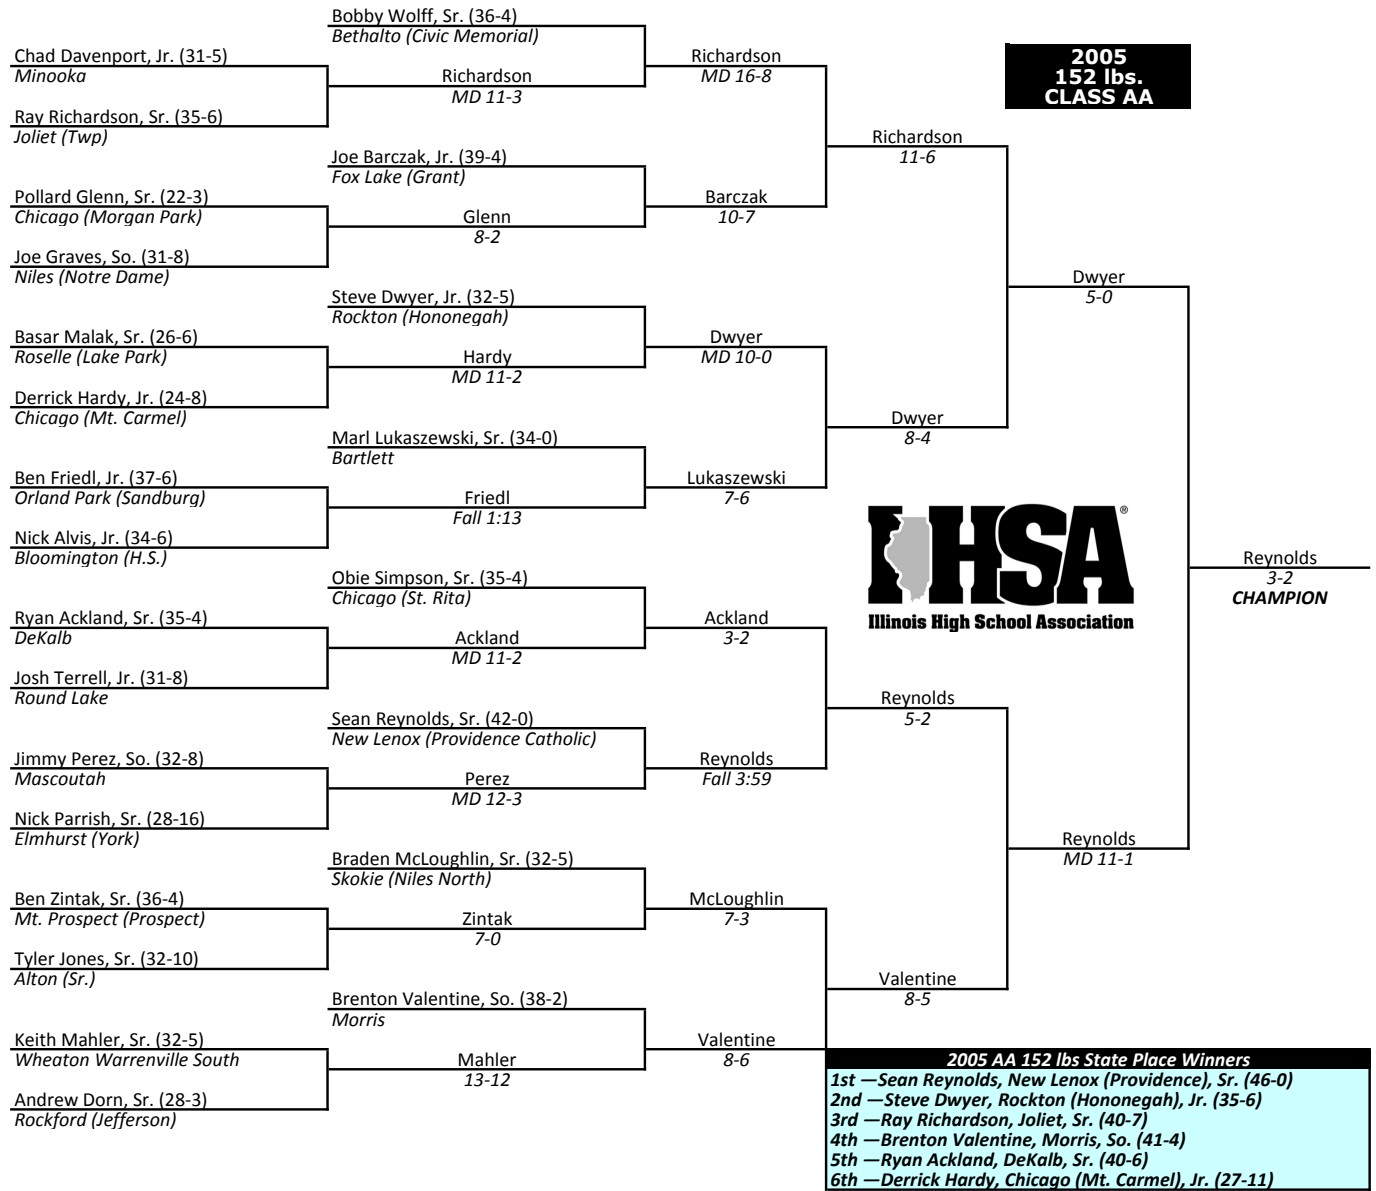 Bobby Wolff, Sr. (36-4)
Bethalto (Civic Memorial)
Chad Davenport, Jr. (31-5)
Minooka
Richardson
MD 11-3
Ray Richardson, Sr. (35-6)
Joliet (Twp)
Richardson
MD 16-8
2005
152 lbs.
CLASS AA
Richardson
11-6
Joe Barczak, Jr. (39-4)
Fox Lake (Grant)
Pollard Glenn, Sr. (22-3)
Chicago (Morgan Park)
Glenn
8-2
Joe Graves, So. (31-8)
Niles (Notre Dame)
Barczak
10-7
Dwyer
5-0
Steve Dwyer, Jr. (32-5)
Rockton (Hononegah)
Basar Malak, Sr. (26-6)
Roselle (Lake Park)
Hardy
MD 11-2
Derrick Hardy, Jr. (24-8)
Chicago (Mt. Carmel)
Dwyer
MD 10-0
Dwyer
8-4
Marl Lukaszewski, Sr. (34-0)
Bartlett
Ben Friedl, Jr. (37-6)
Orland Park (Sandburg)
Friedl
Fall 1:13
Nick Alvis, Jr. (34-6)
Bloomington (H.S.)
Lukaszewski
7-6
IHSA®
Illinois High School Association
Reynolds
3-2
CHAMPION
Obie Simpson, Sr. (35-4)
Chicago (St. Rita)
Ryan Ackland, Sr. (35-4)
DeKalb
Ackland
MD 11-2
Josh Terrell, Jr. (31-8)
Round Lake
Ackland
3-2
Reynolds
5-2
Sean Reynolds, Sr. (42-0)
New Lenox (Providence Catholic)
Jimmy Perez, So. (32-8)
Mascoutah
Perez
MD 12-3
Nick Parrish, Sr. (28-16)
Elmhurst (York)
Reynolds
Fall 3:59
Reynolds
MD 11-1
Braden McLoughlin, Sr. (32-5)
Skokie (Niles North)
Ben Zintak, Sr. (36-4)
Mt. Prospect (Prospect)
Zintak
7-0
Tyler Jones, Sr. (32-10)
Alton (Sr.)
McLoughlin
7-3
Valentine
8-5
Brenton Valentine, So. (38-2)
Morris
Keith Mahler, Sr. (32-5)
Wheaton Warrenville South
Mahler
13-12
Andrew Dorn, Sr. (28-3)
Rockford (Jefferson)
Valentine
8-6
2005 AA 152 lbs State Place Winners
1st —Sean Reynolds, New Lenox (Providence), Sr. (46-0)
2nd —Steve Dwyer, Rockton (Hononegah), Jr. (35-6)
3rd —Ray Richardson, Joliet, Sr. (40-7)
4th —Brenton Valentine, Morris, So. (41-4)
5th —Ryan Ackland, DeKalb, Sr. (40-6)
6th —Derrick Hardy, Chicago (Mt. Carmel), Jr. (27-11)